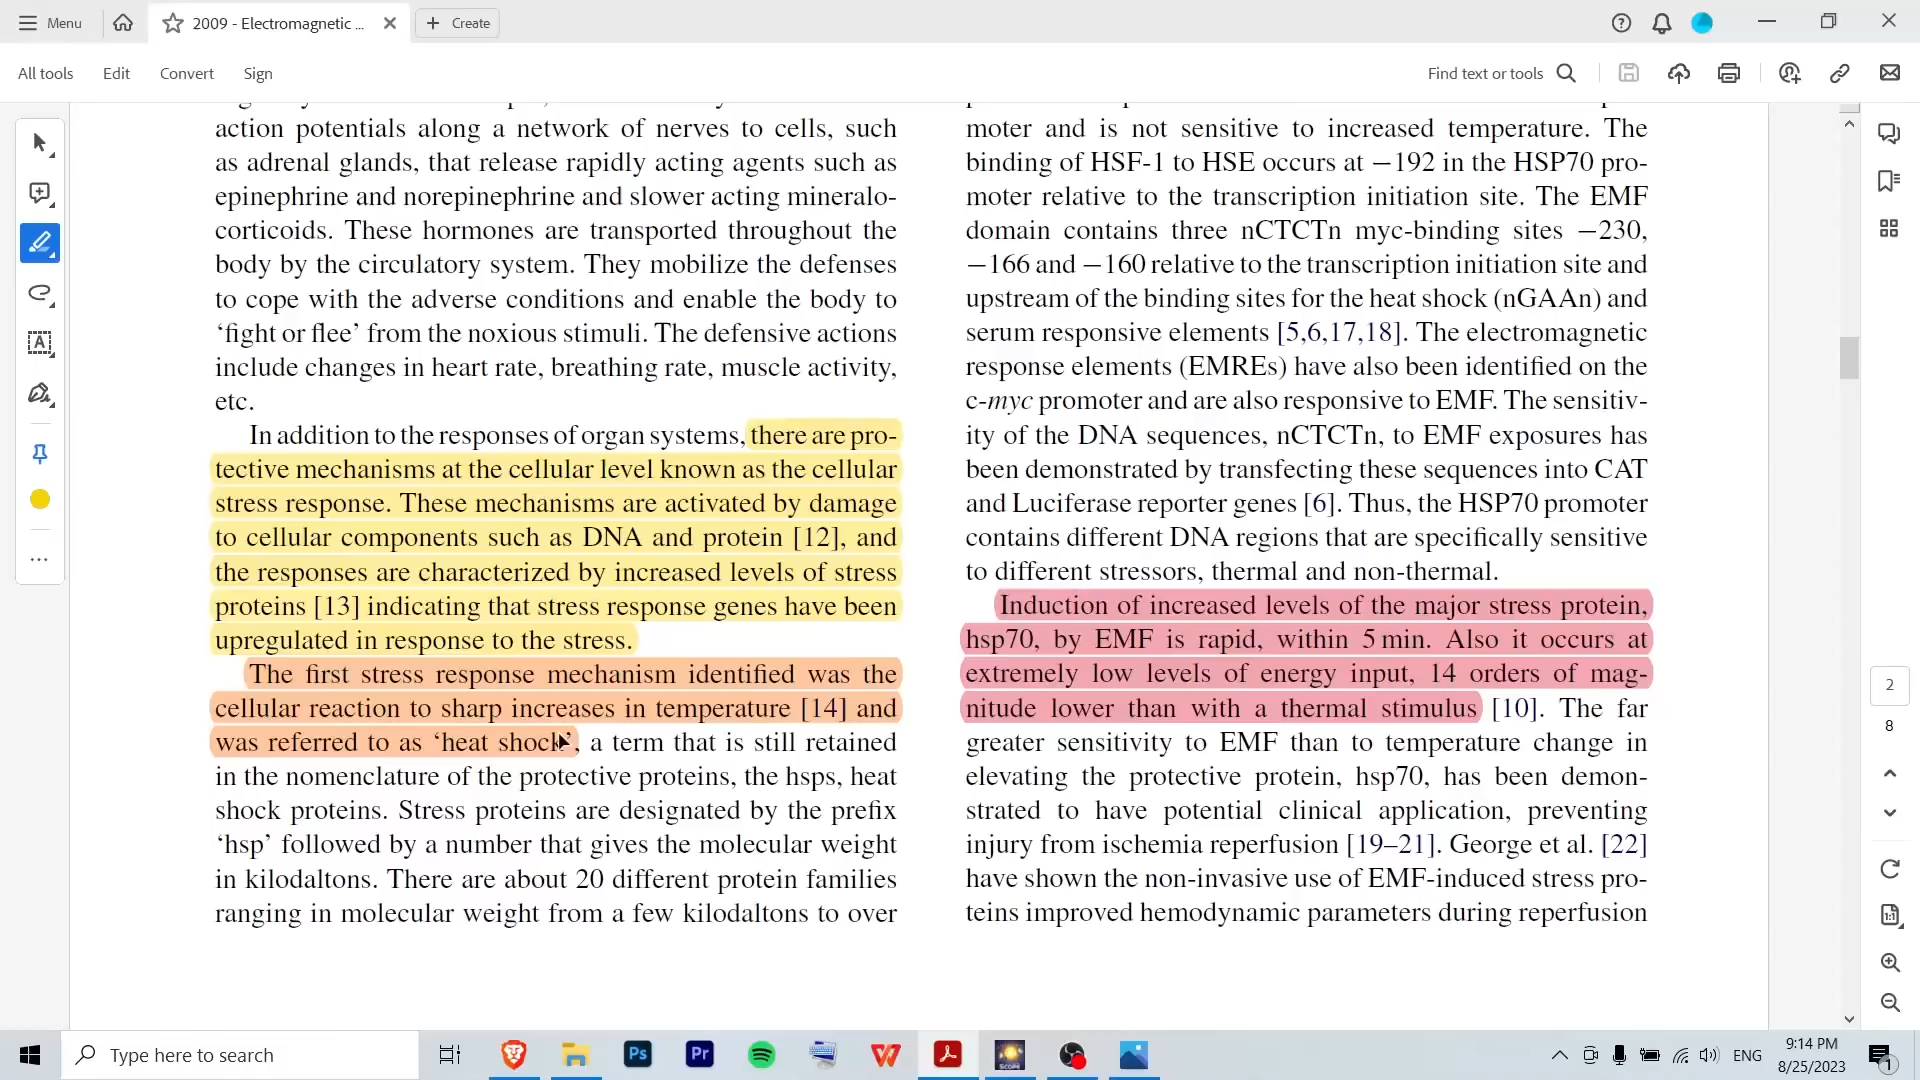 Menu
2009 - Electromagnetic ...
Create
All tools
Edit
Convert
Sign
Find text or tools
action potentials along a network of nerves to cells, such
as adrenal glands, that release rapidly acting agents such as
epinephrine and norepinephrine and slower acting mineralo-
corticoids. These hormones are transported throughout the
body by the circulatory system. They mobilize the defenses
to cope with the adverse conditions and enable the body to
‘fight or flee’ from the noxious stimuli. The defensive actions
include changes in heart rate, breathing rate, muscle activity,
etc.
In addition to the responses of organ systems, there are pro-
tective mechanisms at the cellular level known as the cellular
stress response. These mechanisms are activated by damage
to cellular components such as DNA and protein [12], and
the responses are characterized by increased levels of stress
proteins [13] indicating that stress response genes have been
upregulated in response to the stress.
The first stress response mechanism identified was the
cellular reaction to sharp increases in temperature [14] and
was referred to as ‘heat shock’, a term that is still retained
in the nomenclature of the protective proteins, the hsps, heat
shock proteins. Stress proteins are designated by the prefix
‘hsp’ followed by a number that gives the molecular weight
in kilodaltons. There are about 20 different protein families
ranging in molecular weight from a few kilodaltons to over
moter and is not sensitive to increased temperature. The
binding of HSF-1 to HSE occurs at −192 in the HSP70 pro-
moter relative to the transcription initiation site. The EMF
domain contains three nCTCTn myc-binding sites −230,
−166 and −160 relative to the transcription initiation site and
upstream of the binding sites for the heat shock (nGAAn) and
serum responsive elements [5,6,17,18]. The electromagnetic
response elements (EMREs) have also been identified on the
c-myc promoter and are also responsive to EMF. The sensitiv-
ity of the DNA sequences, nCTCTn, to EMF exposures has
been demonstrated by transfecting these sequences into CAT
and Luciferase reporter genes [6]. Thus, the HSP70 promoter
contains different DNA regions that are specifically sensitive
to different stressors, thermal and non-thermal.
Induction of increased levels of the major stress protein,
hsp70, by EMF is rapid, within 5 min. Also it occurs at
extremely low levels of energy input, 14 orders of mag-
nitude lower than with a thermal stimulus [10]. The far
greater sensitivity to EMF than to temperature change in
elevating the protective protein, hsp70, has been demon-
strated to have potential clinical application, preventing
injury from ischemia reperfusion [19–21]. George et al. [22]
have shown the non-invasive use of EMF-induced stress pro-
teins improved hemodynamic parameters during reperfusion
2
8
Type here to search
Ps
Pr
ENG
9:14 PM
8/25/2023
1